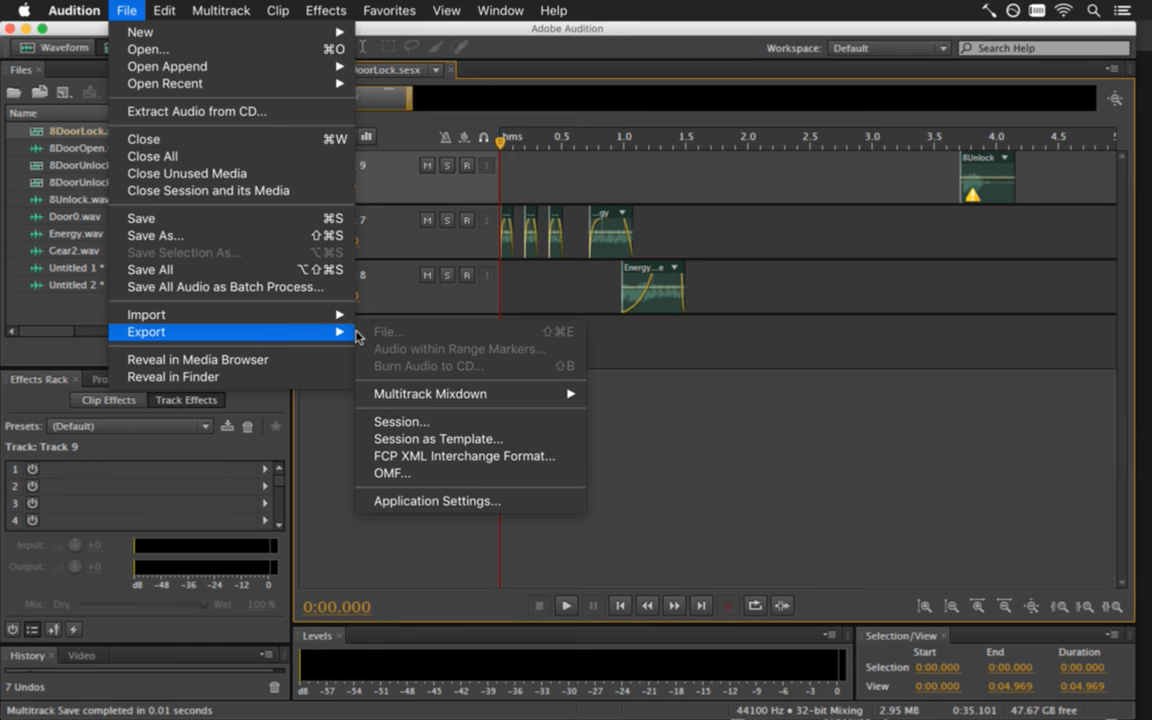 Audition File Edit Multitrack Clip Effects Favorites View Window Help
Adobe Audition
Waveform
Workspace: Default
Search Help
New
Open... ⌘O
Open Append
Open Recent
Extract Audio from CD...
Close ⌘W
Close All
Close Unused Media
Close Session and its Media
Save ⌘S
Save As... ⇧⌘S
Save Selection As... ⌥⌘S
Save All ⌥⇧⌘S
Save All Audio as Batch Process...
Import
Export
Reveal in Media Browser
Reveal in Finder
File... ⇧⌘E
Audio within Range Markers...
Burn Audio to CD... ⇧B
Multitrack Mixdown
Session...
Session as Template...
FCP XML Interchange Format...
OMF...
Application Settings...
Files
Name
8DoorLock.
8DoorOpen.
8DoorUnloc
8DoorUnloc
8Unlock.wav
Door0.wav
Energy.wav
Gear2.wav
Untitled 1 *
Untitled 2 *
DoorLock.sesx
hms 0.5 1.0 1.5 2.0 2.5 3.0 3.5 4.0 4.5 5
9 M S R I
8Unlock
7 M S R I
...gy
8 M S R I
Energy...e
Effects Rack Pro
Clip Effects Track Effects
Presets: (Default)
Track: Track 9
1
2
3
4
Input: +0
Output: +0
dB -48 -36 -24 -12 0
Mix: Dry Wet 100 %
History Video
7 Undos
0:00.000
Levels
dB -57 -54 -51 -48 -45 -42 -39 -36 -33 -30 -27 -24 -21 -18 -15 -12 -9 -6 -3 0
Selection/View
Start End Duration
Selection 0:00.000 0:00.000 0:00.000
View 0:00.000 0:04.969 0:04.969
Multitrack Save completed in 0.01 seconds
44100 Hz • 32-bit Mixing 2.95 MB 0:35.101 47.67 GB free